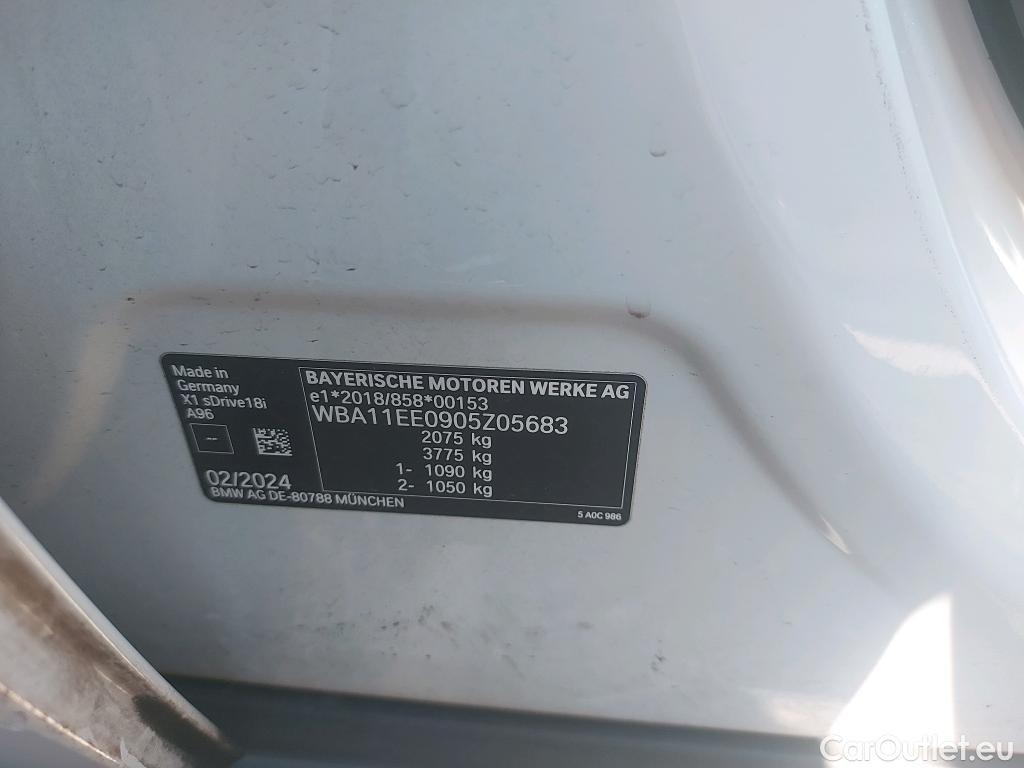 Made in
Germany
X1 sDrive18i
A96
--
02/2024
BMW AG DE-80788 MÜNCHEN
BAYERISCHE MOTOREN WERKE AG
e1*2018/858*00153
WBA11EE0905Z05683
2075 kg
3775 kg
1- 1090 kg
2- 1050 kg
5 A0C 986
CarOutlet.eu